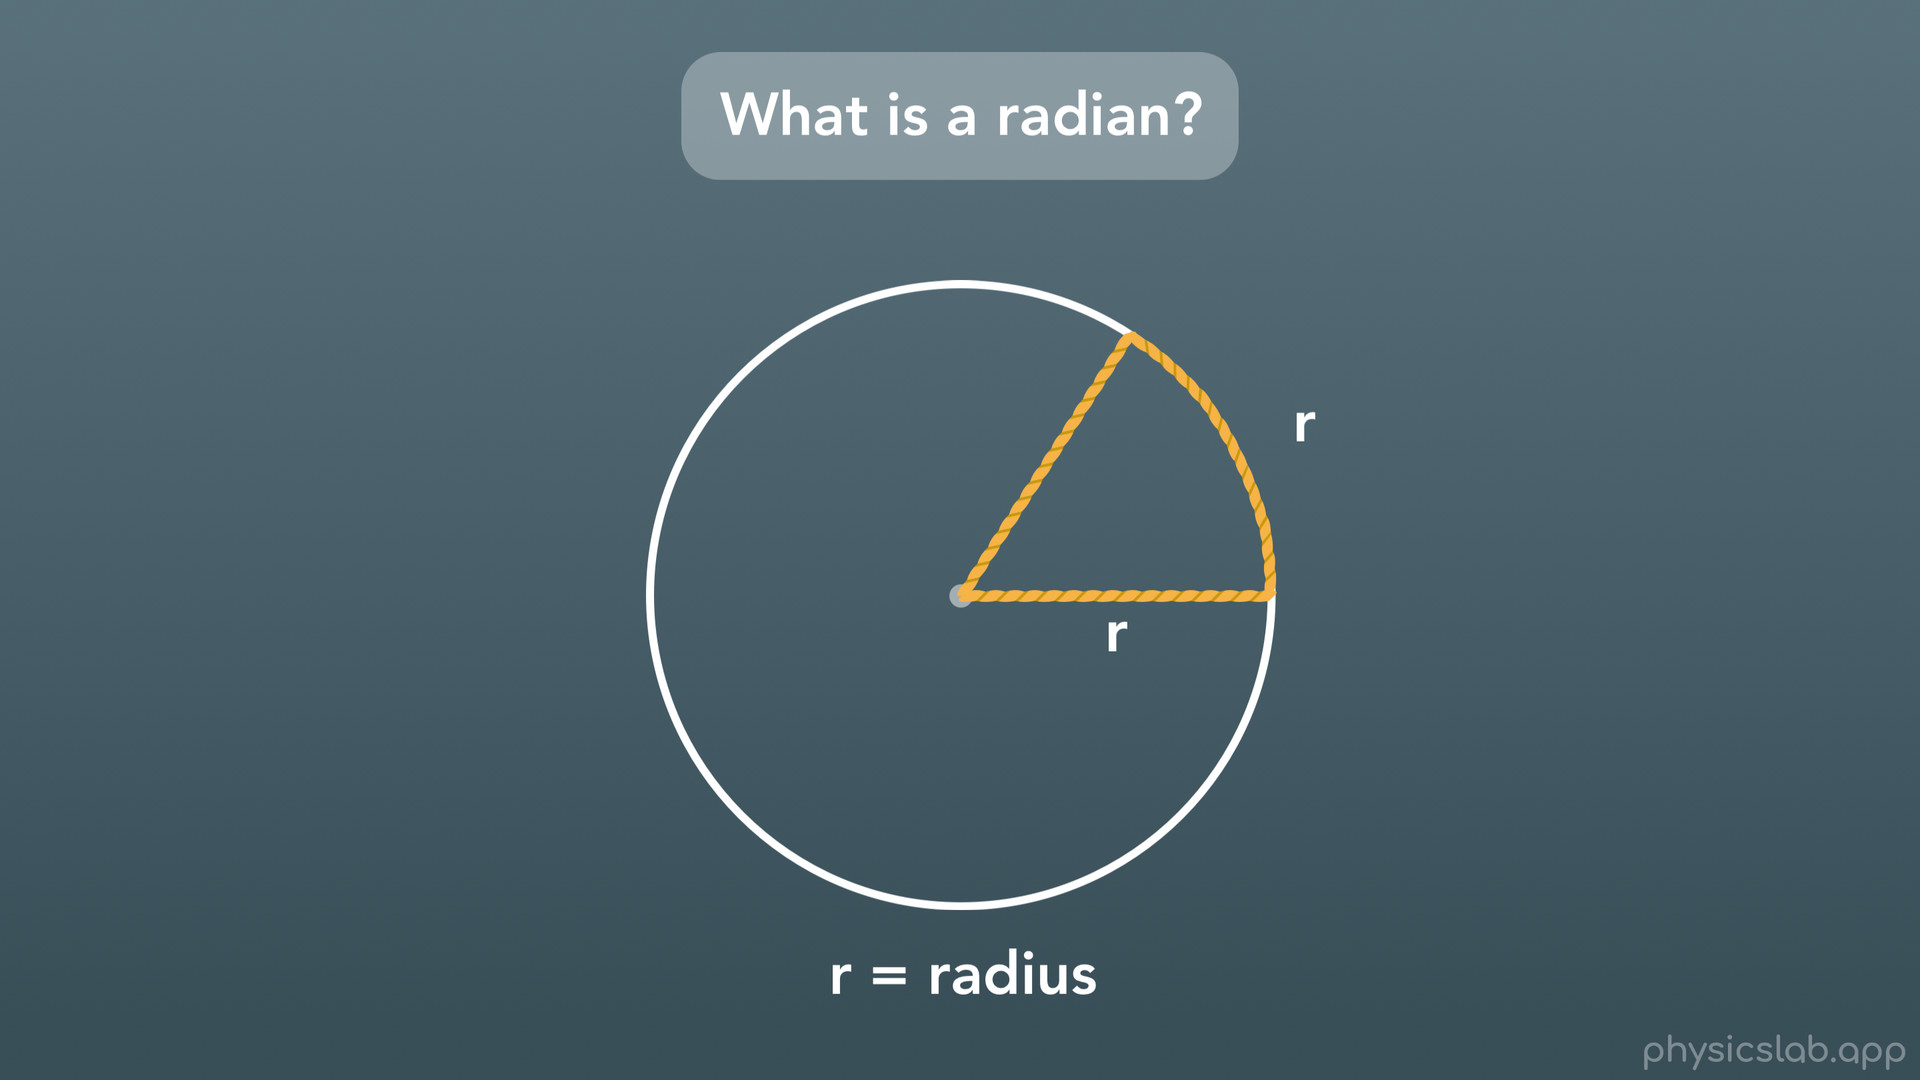 What is a radian?
r
r
r = radius
physicslab.app